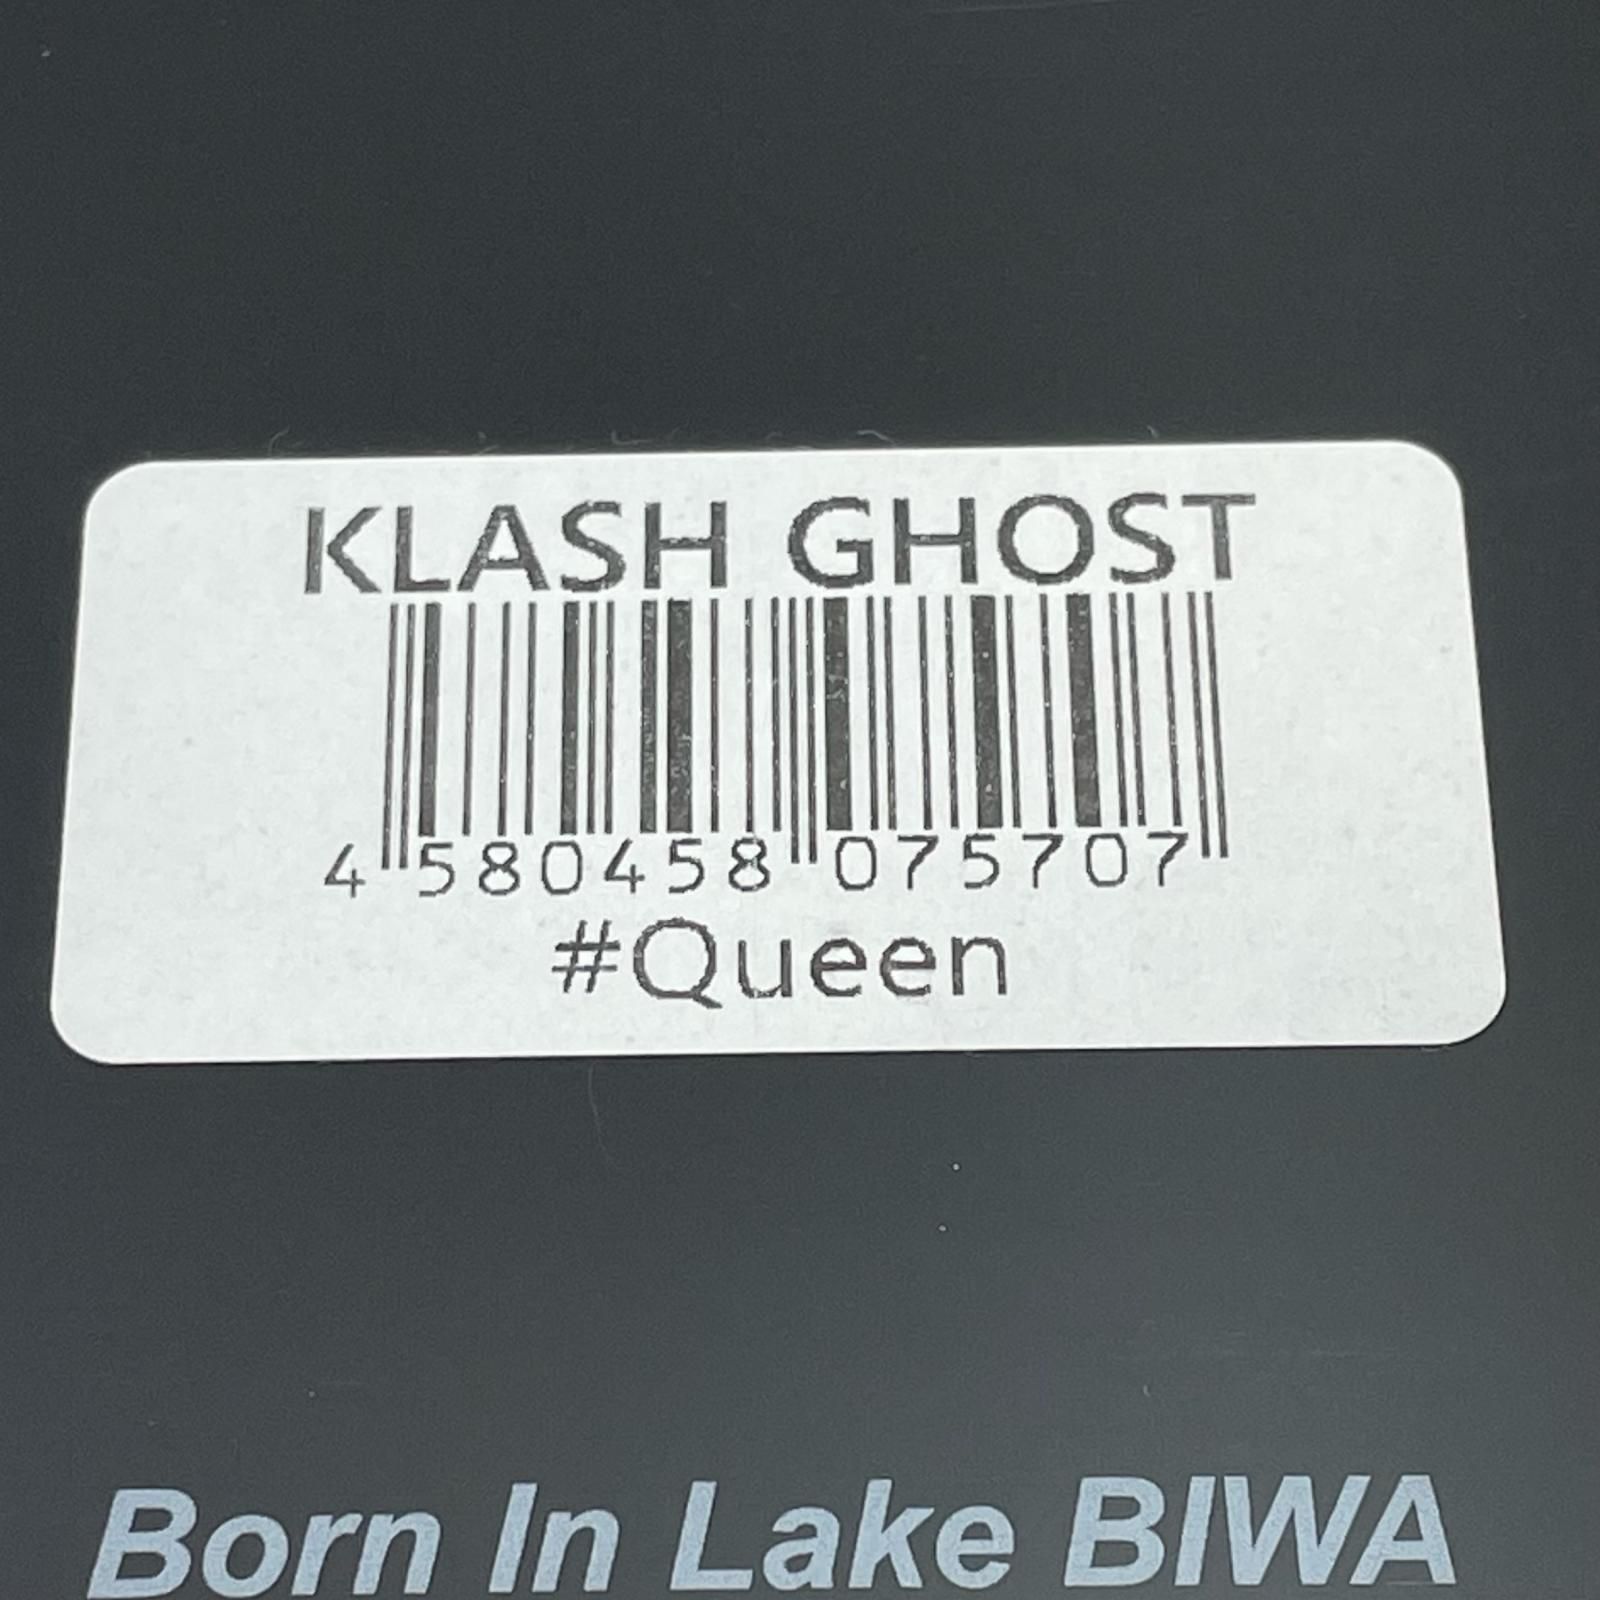 KLASH GHOST
4 580458 075707
#Queen
Born In Lake BIWA